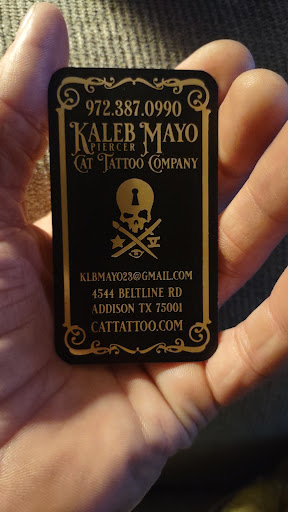 972.387.0990
KALEB MAYO
PIERCER
CAT TATTOO COMPANY
KLBMAYO23@GMAIL.COM
4544 BELTLINE RD
ADDISON TX 75001
CATTATTOO.COM